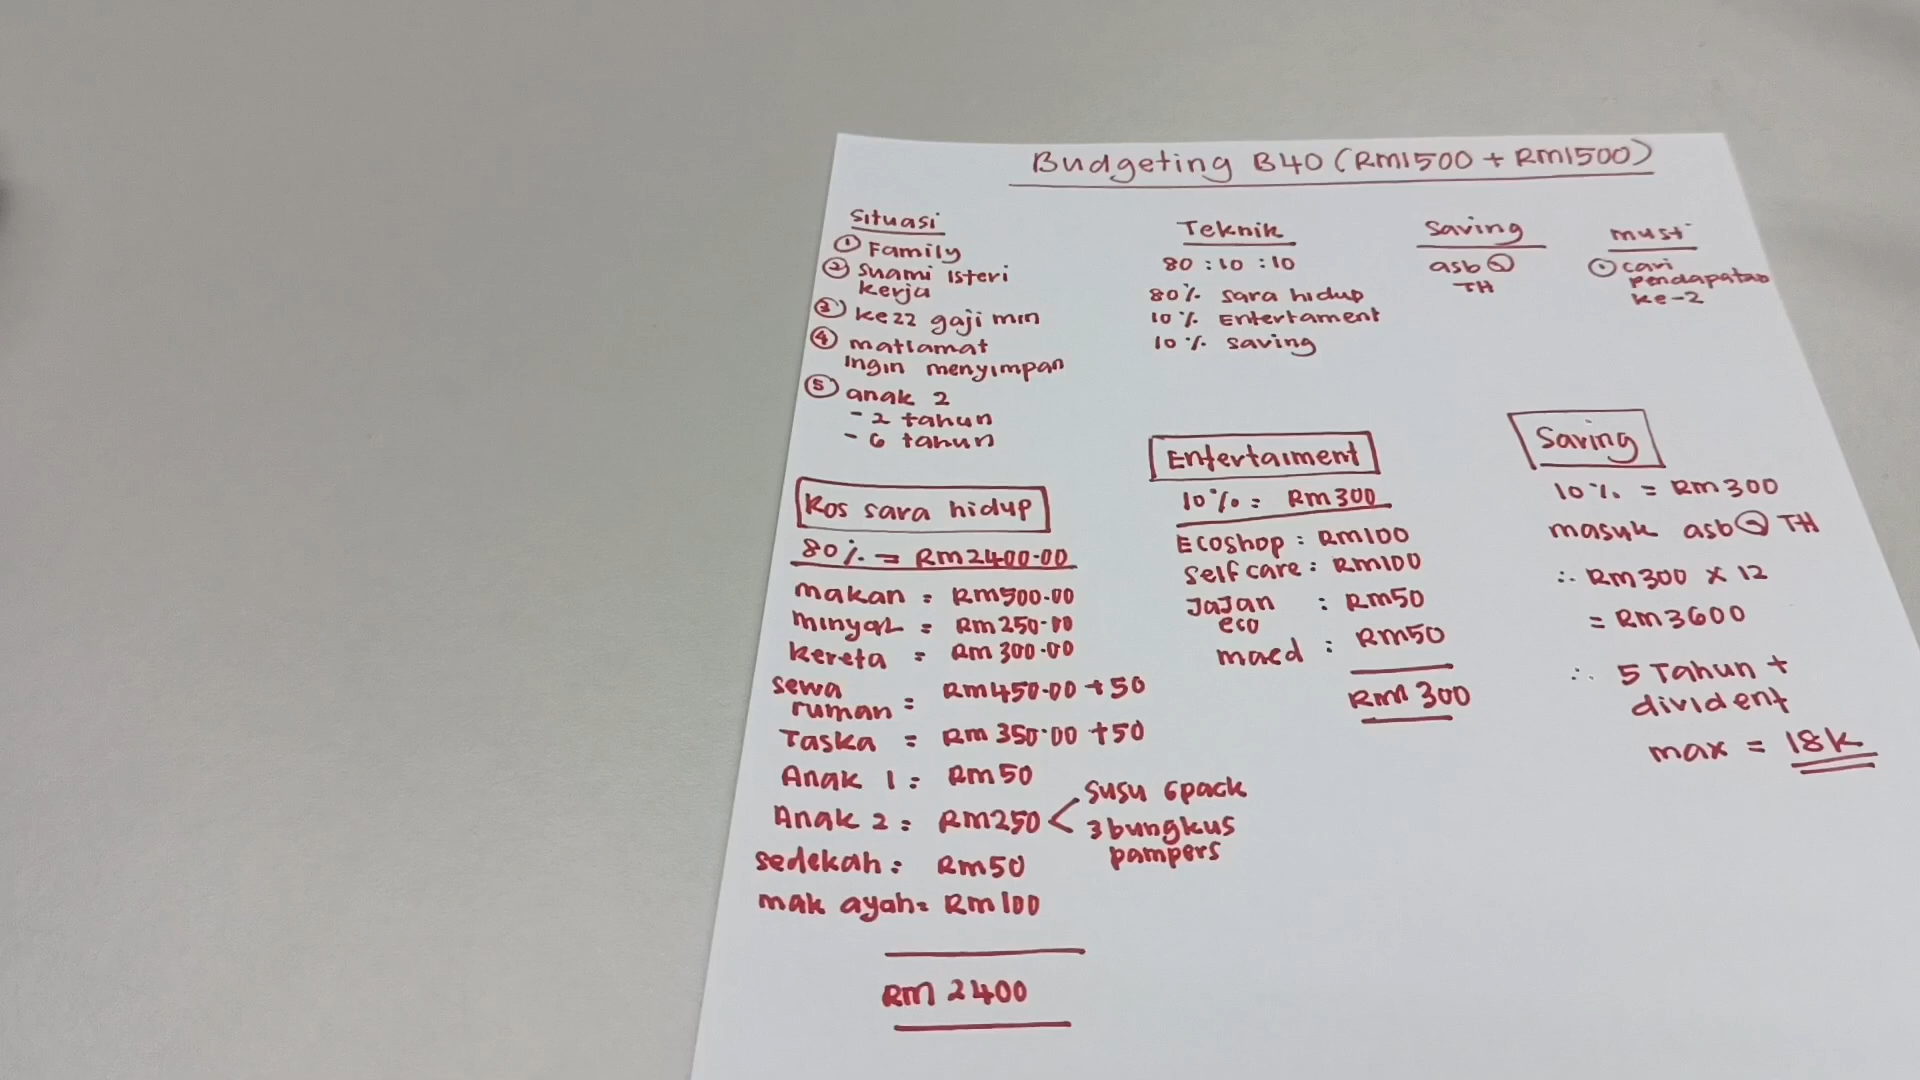 Budgeting B40 (RM1500 + RM1500)
Situasi
① Family
② suami isteri
kerja
③ ke22 gaji min
④ matlamat
ingin menyimpan
⑤ anak 2
- 2 tahun
- 6 tahun
Teknik
80 : 10 : 10
80% sara hidup
10% Entertament
10% saving
saving
asb
TH
must
① cari
pendapatan
ke-2
Kos sara hidup
80% = RM2400.00
makan = RM500.00
minyak = RM250.00
kereta = RM300.00
sewa
rumah = RM450.00 + 50
Taska = RM350.00 + 50
Anak 1 : RM50
Anak 2 : RM250 < susu 6pack
3 bungkus
pampers
sedekah : RM50
mak ayah = RM100
RM 2400
Entertaiment
10% = RM300
Ecoshop : RM100
Selfcare : RM100
Jajan : RM50
eco
maed : RM50
RM 300
Saving
10% = RM300
masuk asb TH
∴ RM300 x 12
= RM3600
∴ 5 Tahun +
divident
max = 18k